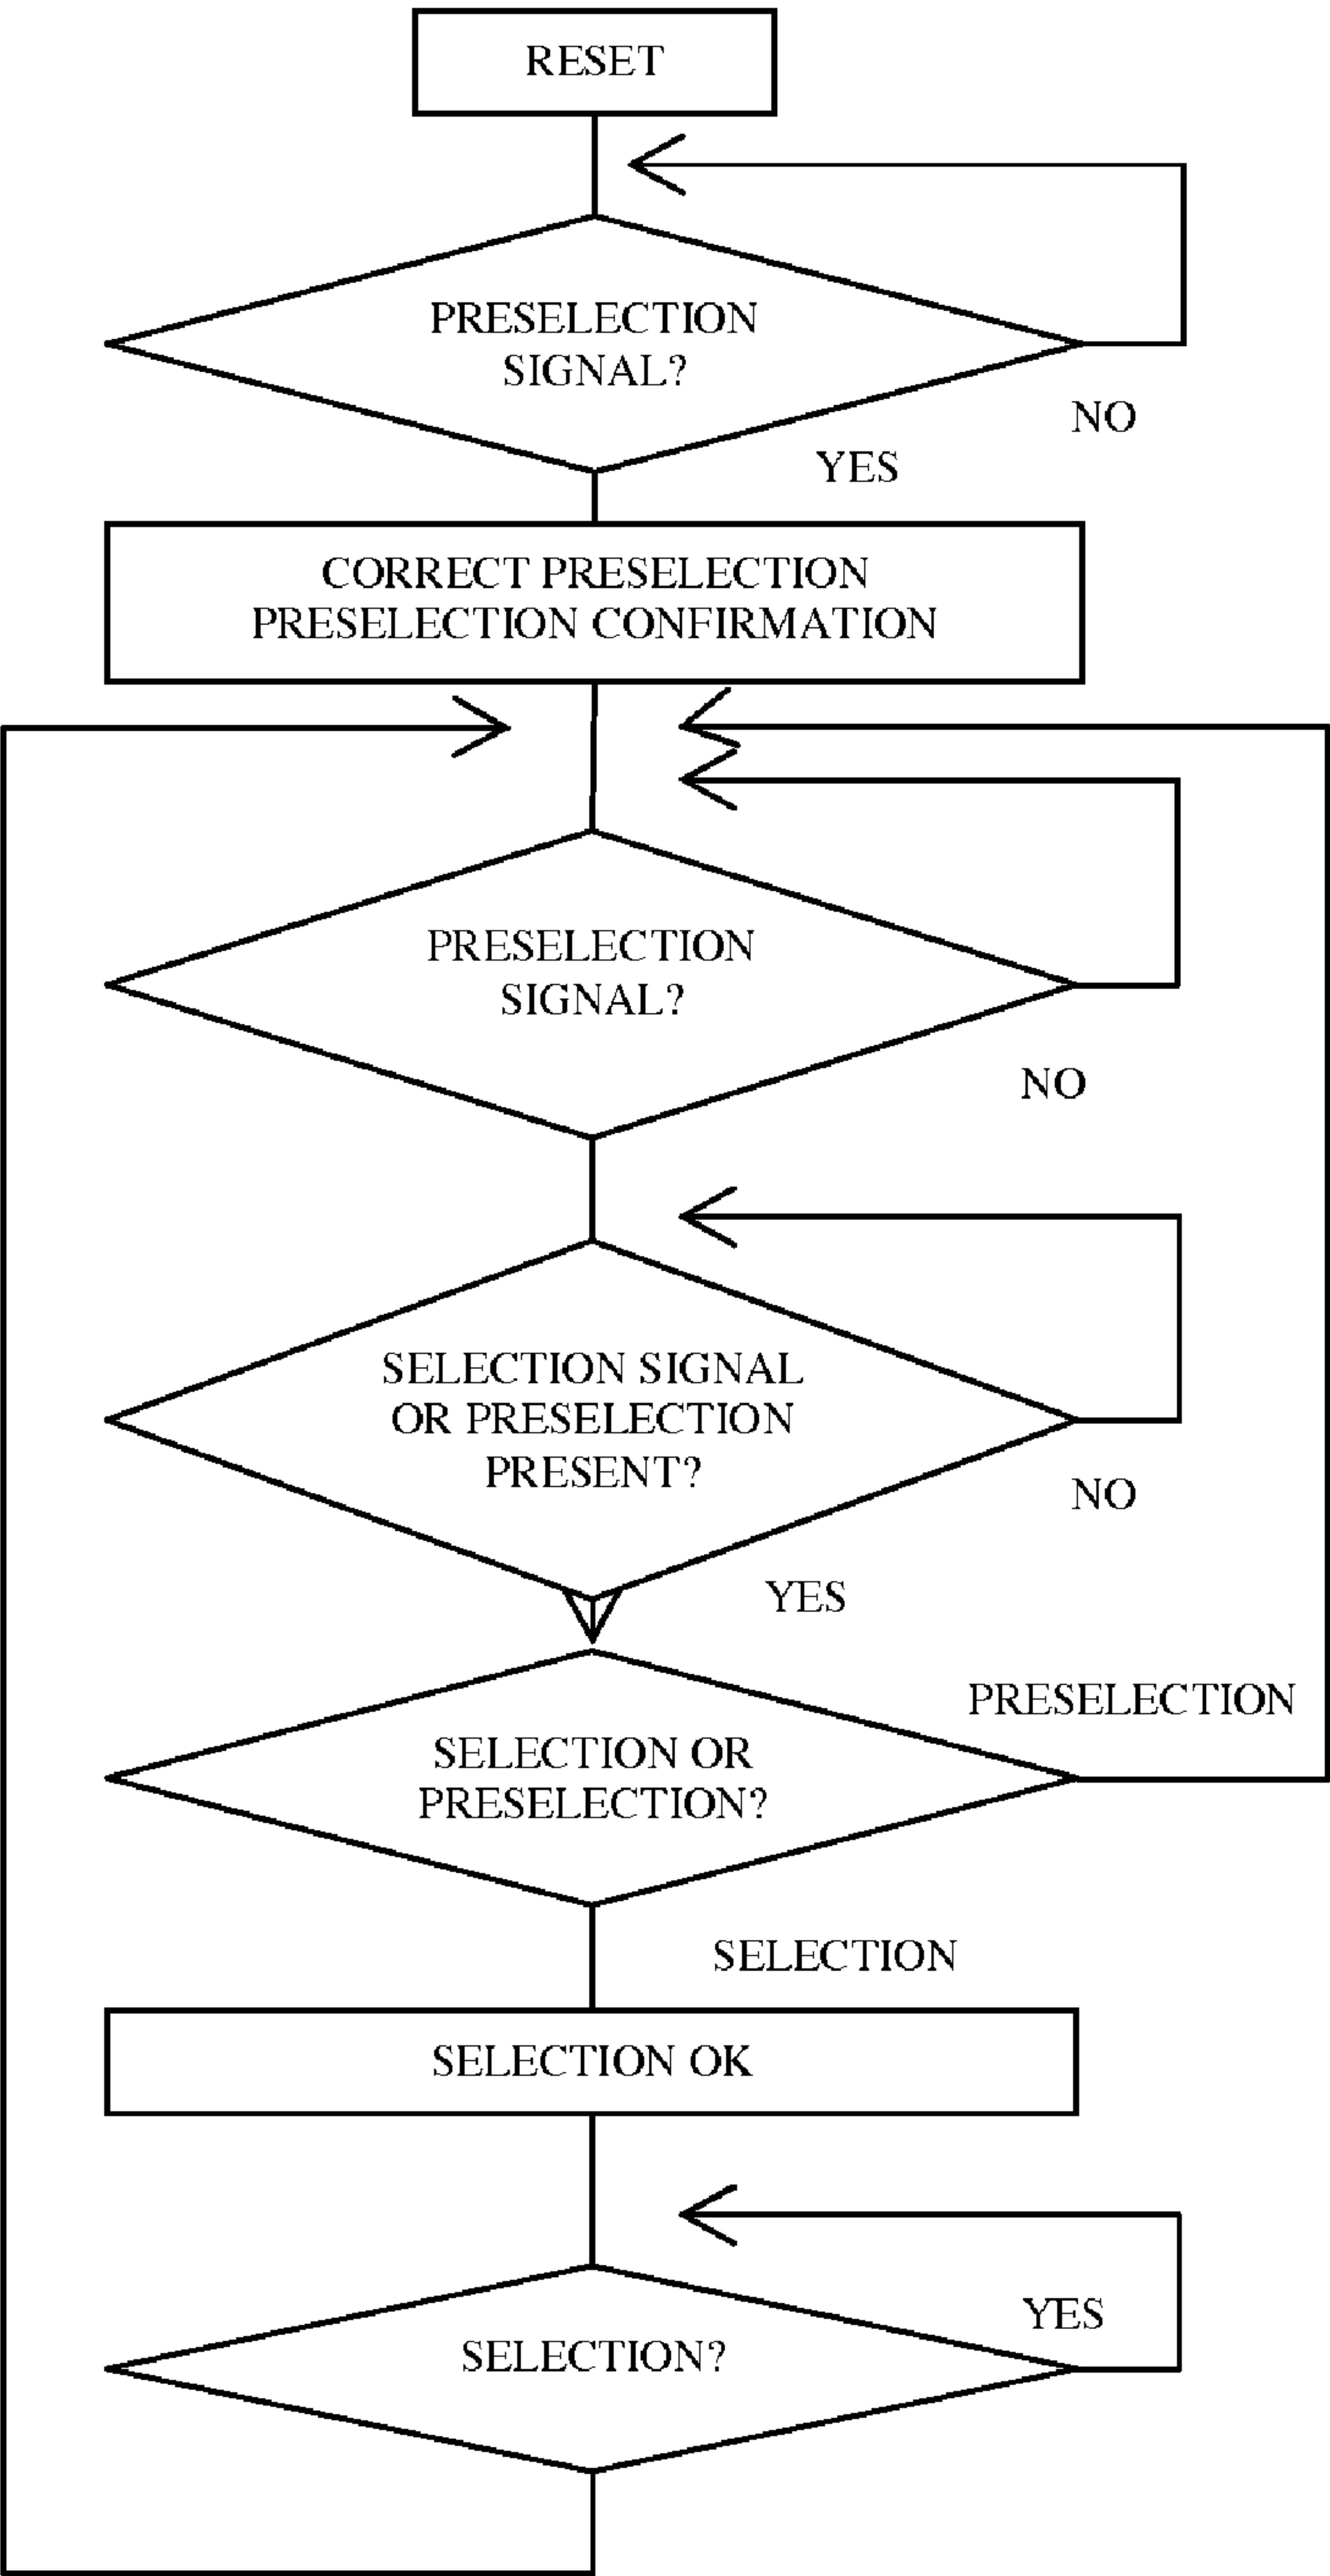 RESET
PRESELECTION
SIGNAL?
NO
YES
CORRECT PRESELECTION
PRESELECTION CONFIRMATION
PRESELECTION
SIGNAL?
NO
SELECTION SIGNAL
OR PRESELECTION
PRESENT?
NO
YES
PRESELECTION
SELECTION OR
PRESELECTION?
SELECTION
SELECTION OK
YES
SELECTION?